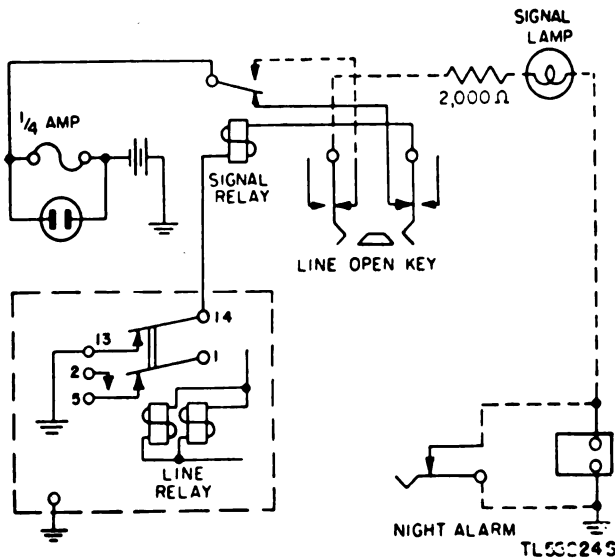 SIGNAL
LAMP
2,000 Ω
1/4 AMP
SIGNAL
RELAY
LINE OPEN KEY
14
13
1
2
5
LINE
RELAY
NIGHT ALARM